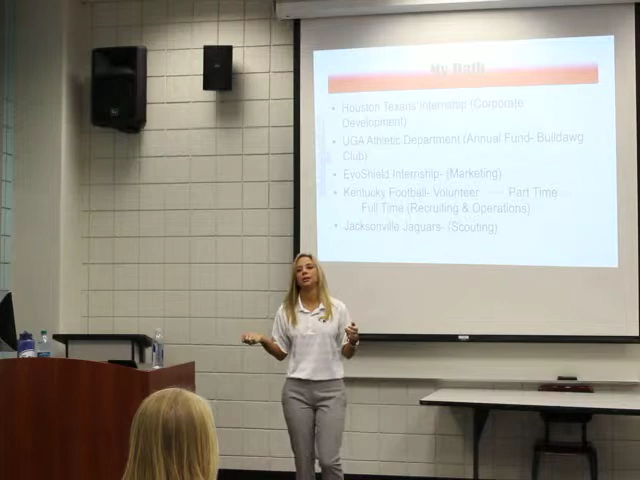 My Path
• Houston Texans Internship (Corporate
Development)
• UGA Athletic Department (Annual Fund- Bulldawg
Club)
• EvoShield Internship- (Marketing)
• Kentucky Football- Volunteer Part Time
Full Time (Recruiting & Operations)
• Jacksonville Jaguars- (Scouting)